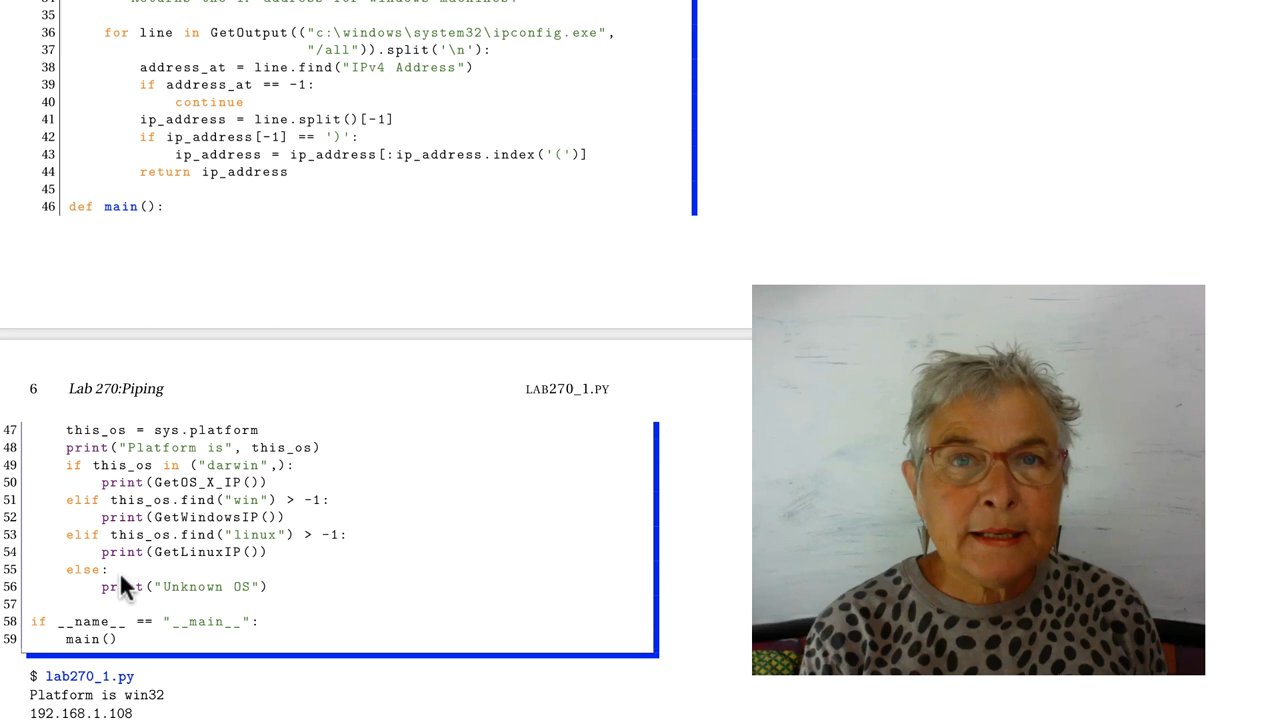 35
36 for line in GetOutput(("c:\windows\system32\ipconfig.exe",
37 "/all")).split('\n'):
38 address_at = line.find("IPv4 Address")
39 if address_at == -1:
40 continue
41 ip_address = line.split()[-1]
42 if ip_address[-1] == ')':
43 ip_address = ip_address[:ip_address.index('(')]
44 return ip_address
45
46 def main():
6 Lab 270:Piping LAB270_1.PY
47 this_os = sys.platform
48 print("Platform is", this_os)
49 if this_os in ("darwin",):
50 print(GetOS_X_IP())
51 elif this_os.find("win") > -1:
52 print(GetWindowsIP())
53 elif this_os.find("linux") > -1:
54 print(GetLinuxIP())
55 else:
56 print("Unknown OS")
57
58 if __name__ == "__main__":
59 main()
$ lab270_1.py
Platform is win32
192.168.1.108